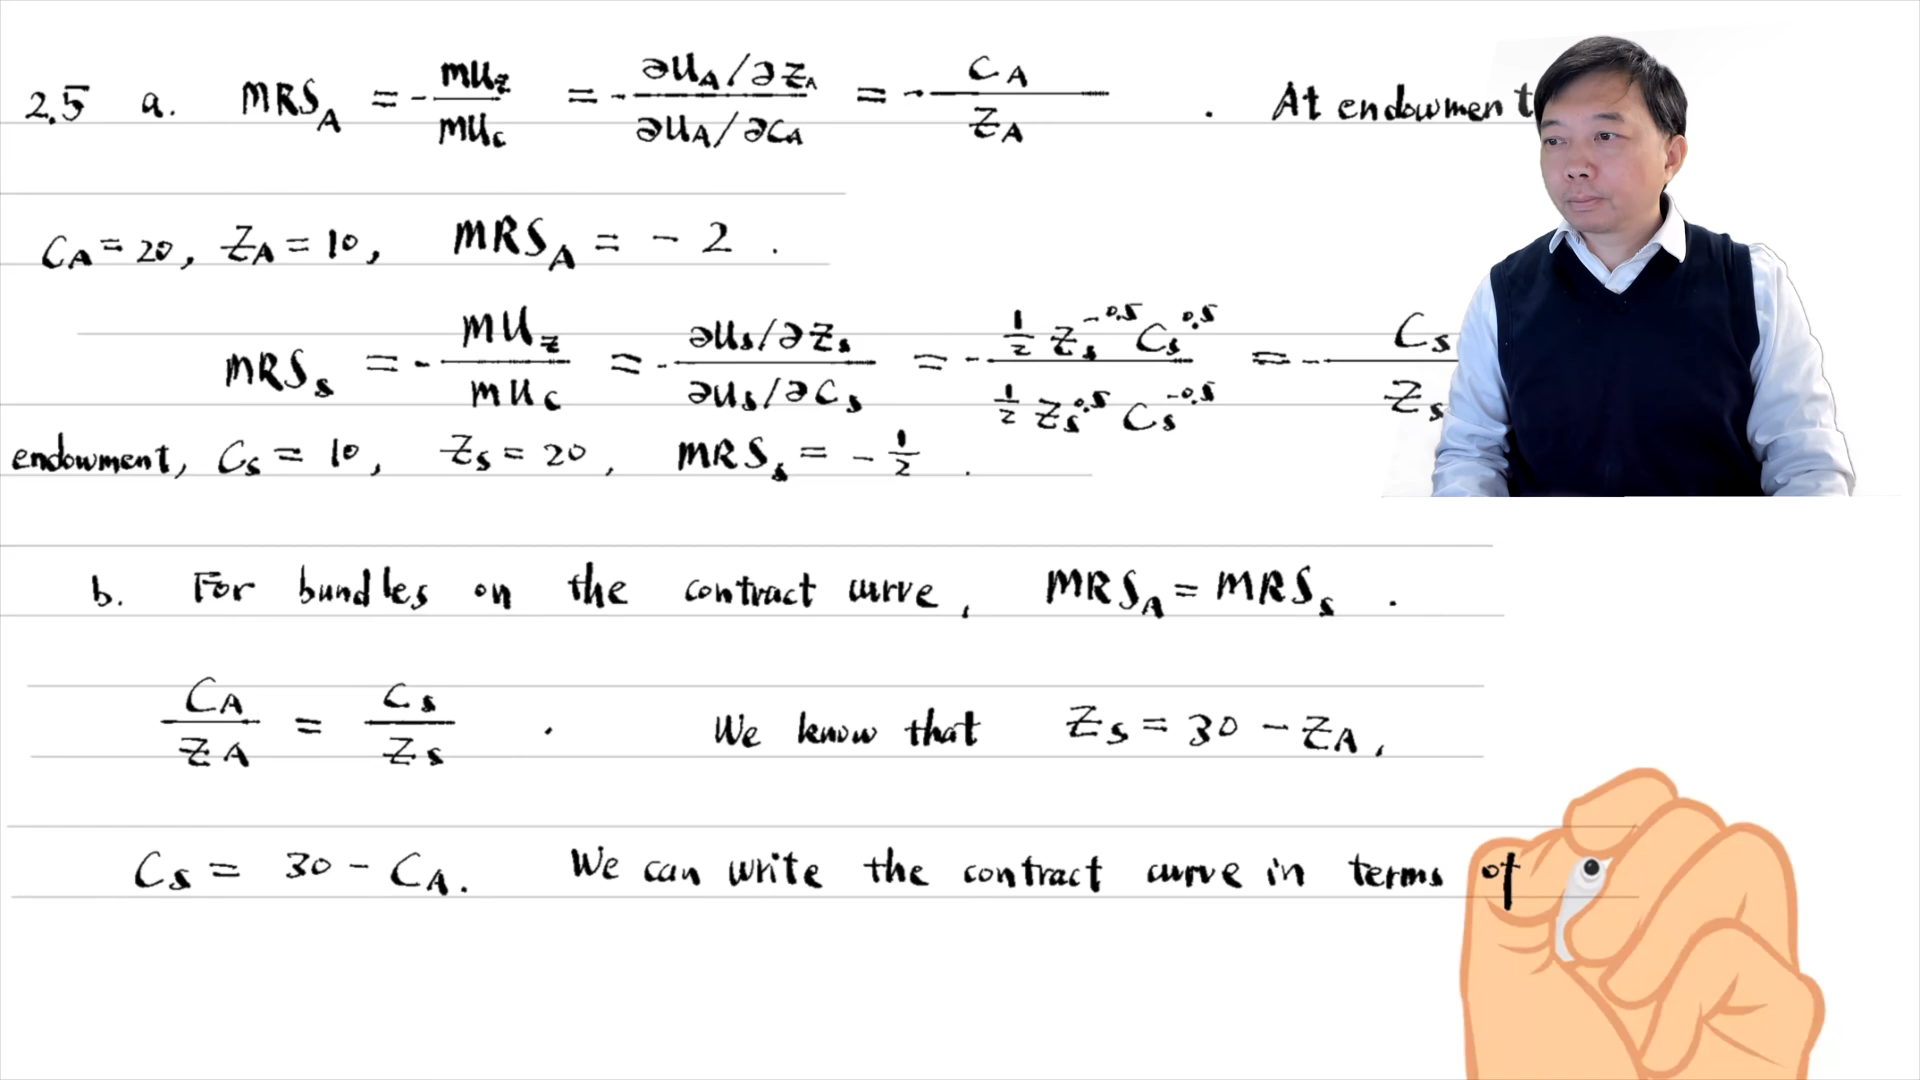 2.5 a. MRS_A = - MU_Z / MU_C = - ∂U_A/∂Z_A / ∂U_A/∂C_A = - C_A / Z_A . At endowment
C_A = 20, Z_A = 10, MRS_A = - 2 .
MRS_s = - MU_Z / MU_C = - ∂U_s/∂Z_s / ∂U_s/∂C_s = - 1/2 Z_s^-0.5 C_s^0.5 / 1/2 Z_s^0.5 C_s^-0.5 = - C_s / Z_s
endowment, C_s = 10, Z_s = 20, MRS_s = - 1/2 .
b. For bundles on the contract curve, MRS_A = MRS_s .
C_A / Z_A = C_s / Z_s . We know that Z_s = 30 - Z_A,
C_s = 30 - C_A. We can write the contract curve in terms of